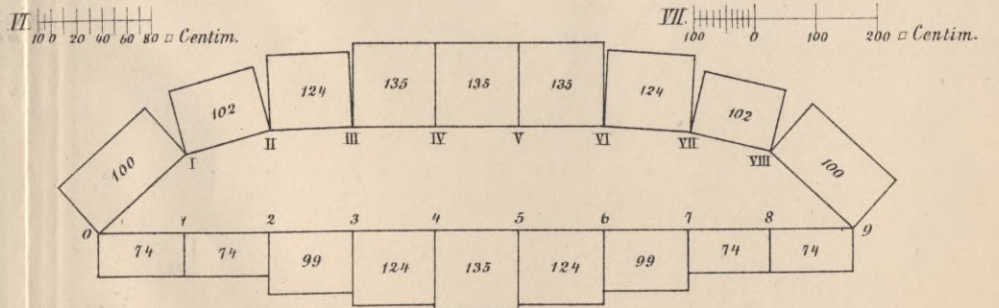 VI.
10 0 20 40 60 80 □ Centim.
VII.
100 0 100 200 □ Centim.
100 102 124 135 135 135 124 102 100
I II III IV V VI VII VIII
0 1 2 3 4 5 6 7 8 9
74 74 99 124 135 124 99 74 74